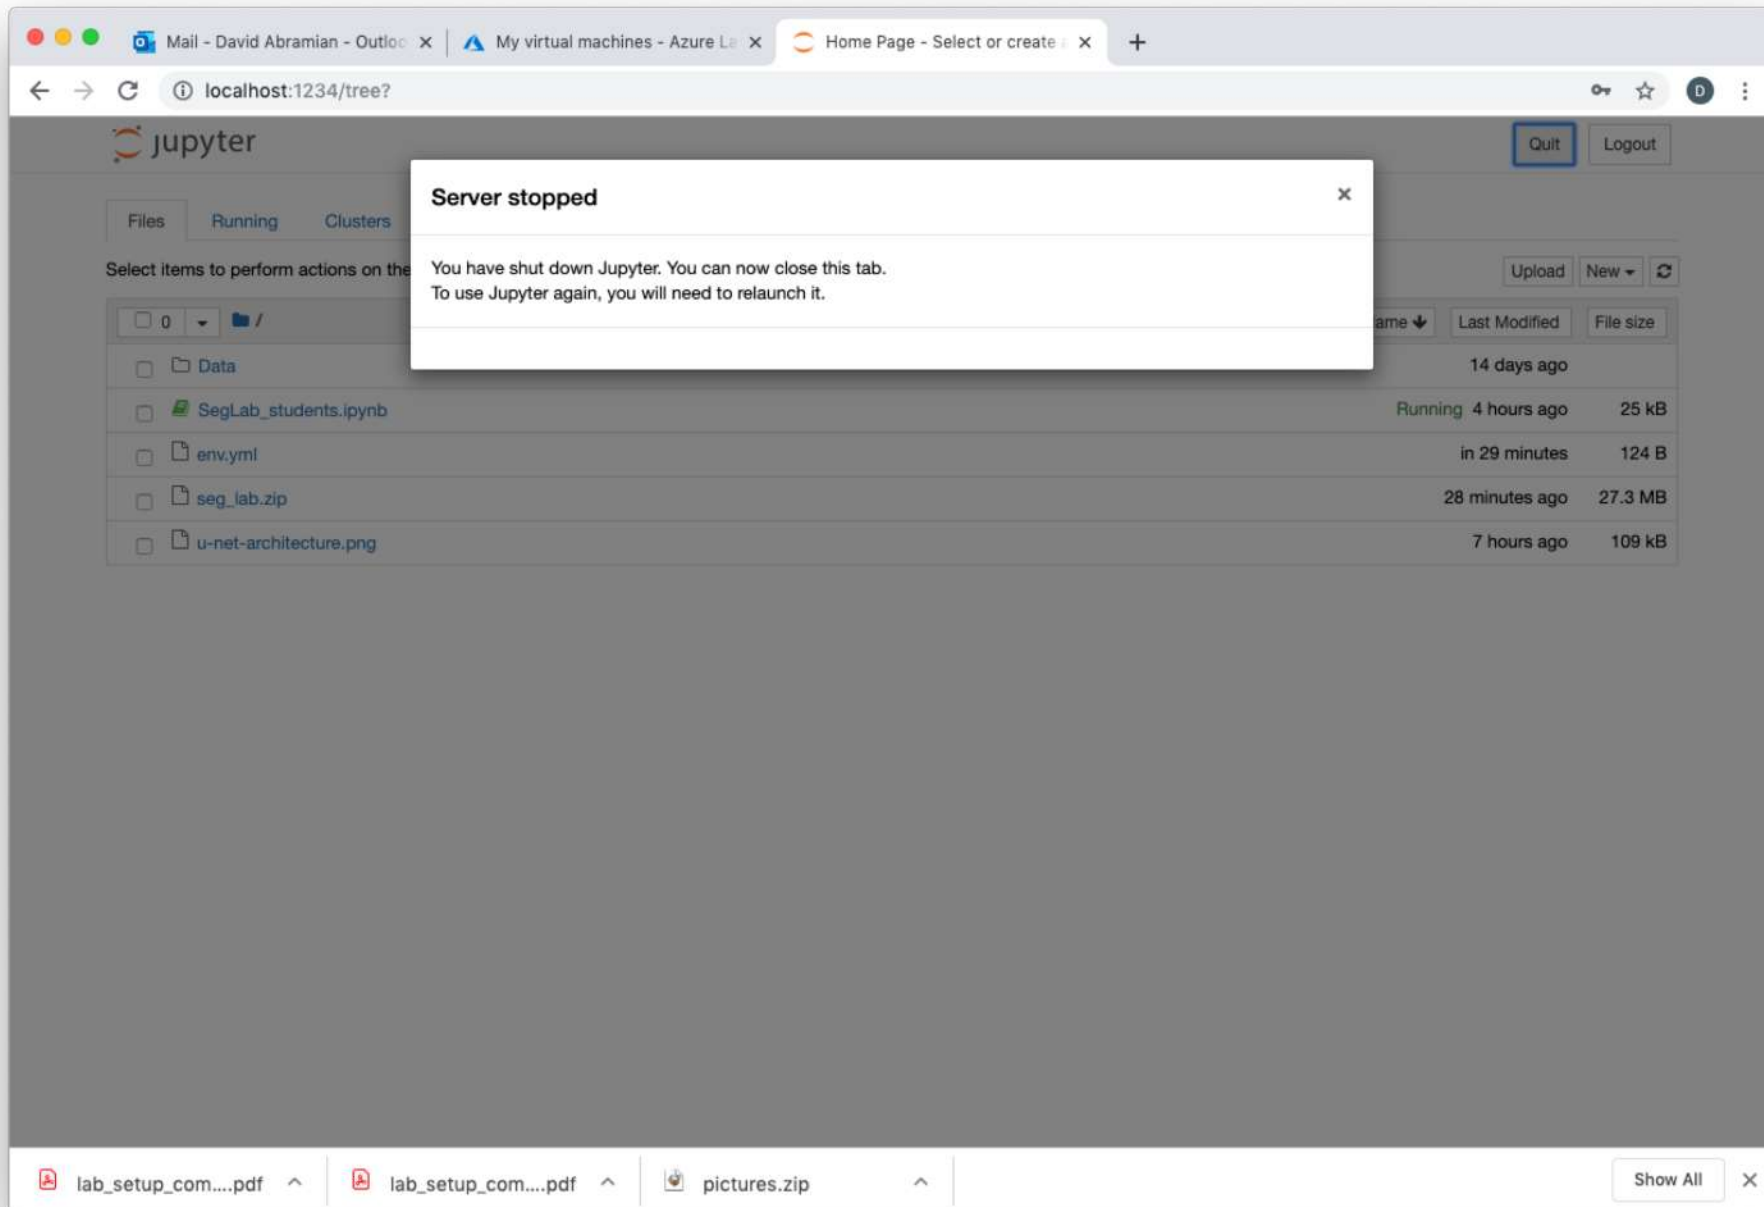 Mail - David Abramian - Outloo
My virtual machines - Azure La
Home Page - Select or create a
localhost:1234/tree?
D
jupyter
Quit
Logout
Server stopped
Files
Running
Clusters
You have shut down Jupyter. You can now close this tab.
To use Jupyter again, you will need to relaunch it.
Select items to perform actions on the
Upload
New
0
/
ame
Last Modified
File size
Data
14 days ago
SegLab_students.ipynb
Running 4 hours ago
25 kB
env.yml
in 29 minutes
124 B
seg_lab.zip
28 minutes ago
27.3 MB
u-net-architecture.png
7 hours ago
109 kB
lab_setup_com....pdf
lab_setup_com....pdf
pictures.zip
Show All